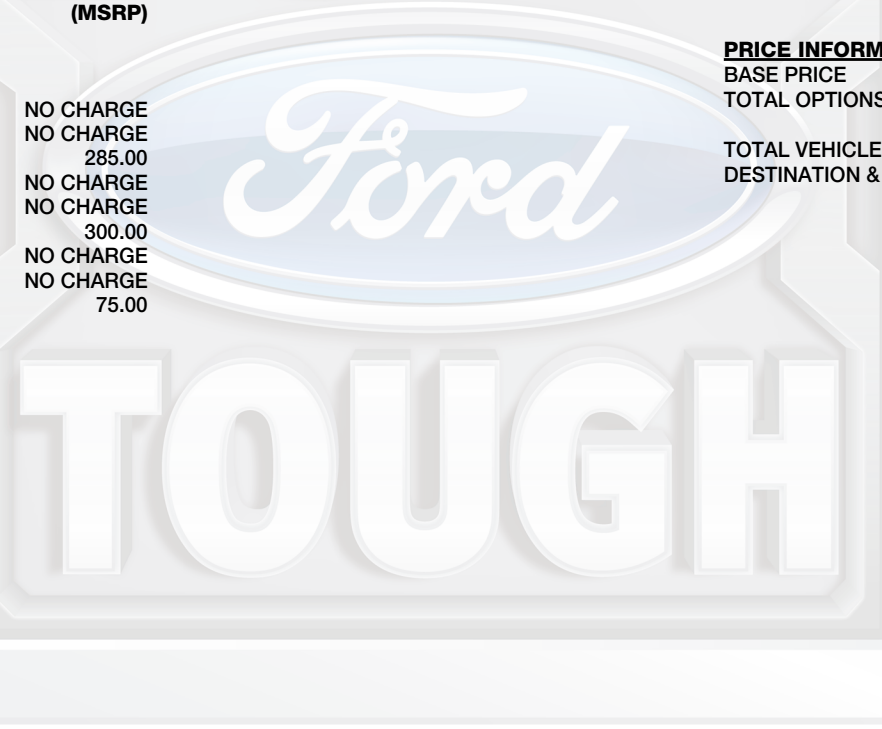 (MSRP)
NO CHARGE
NO CHARGE
285.00
NO CHARGE
NO CHARGE
300.00
NO CHARGE
NO CHARGE
75.00
PRICE INFORM
BASE PRICE
TOTAL OPTIONS
TOTAL VEHICLE
DESTINATION &
Ford
TOUGH